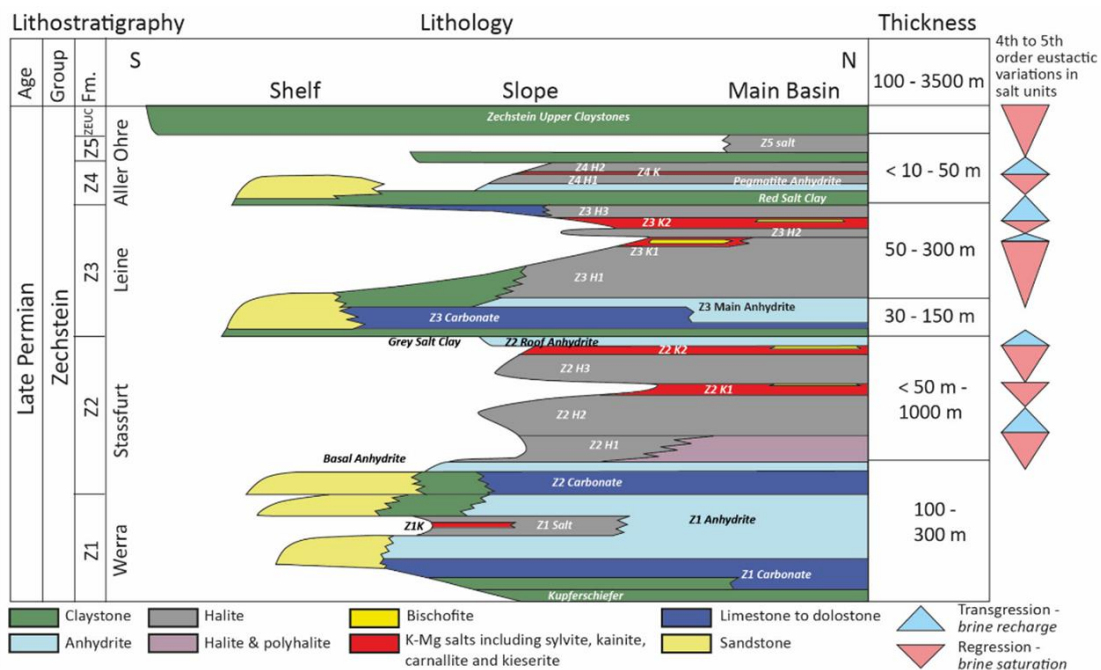 Lithostratigraphy
Lithology
Thickness
4th to 5th
order eustactic
variations in
salt units
Age
Group
Fm.
S
N
Shelf
Slope
Main Basin
100 - 3500 m
Late Permian
Zechstein
ZEUC
Z5
Z4
Z3
Z2
Z1
Aller Ohre
Leine
Stassfurt
Werra
Zechstein Upper Claystones
Z5 salt
Z4 H2
Z4 K
Z4 H1
Pegmatite Anhydrite
Red Salt Clay
< 10 - 50 m
Z3 H3
Z3 K2
Z3 H2
Z3 K1
Z3 H1
50 - 300 m
Z3 Main Anhydrite
Z3 Carbonate
30 - 150 m
Grey Salt Clay
Z2 Roof Anhydrite
Z2 K2
Z2 H3
Z2 K1
Z2 H2
Z2 H1
< 50 m -
1000 m
Basal Anhydrite
Z2 Carbonate
Z1 Anhydrite
Z1K
Z1 Salt
Z1 Carbonate
Kupferschiefer
100 -
300 m
Claystone
Halite
Bischofite
Limestone to dolostone
Anhydrite
Halite & polyhalite
K-Mg salts including sylvite, kainite,
carnallite and kieserite
Sandstone
Transgression -
brine recharge
Regression -
brine saturation